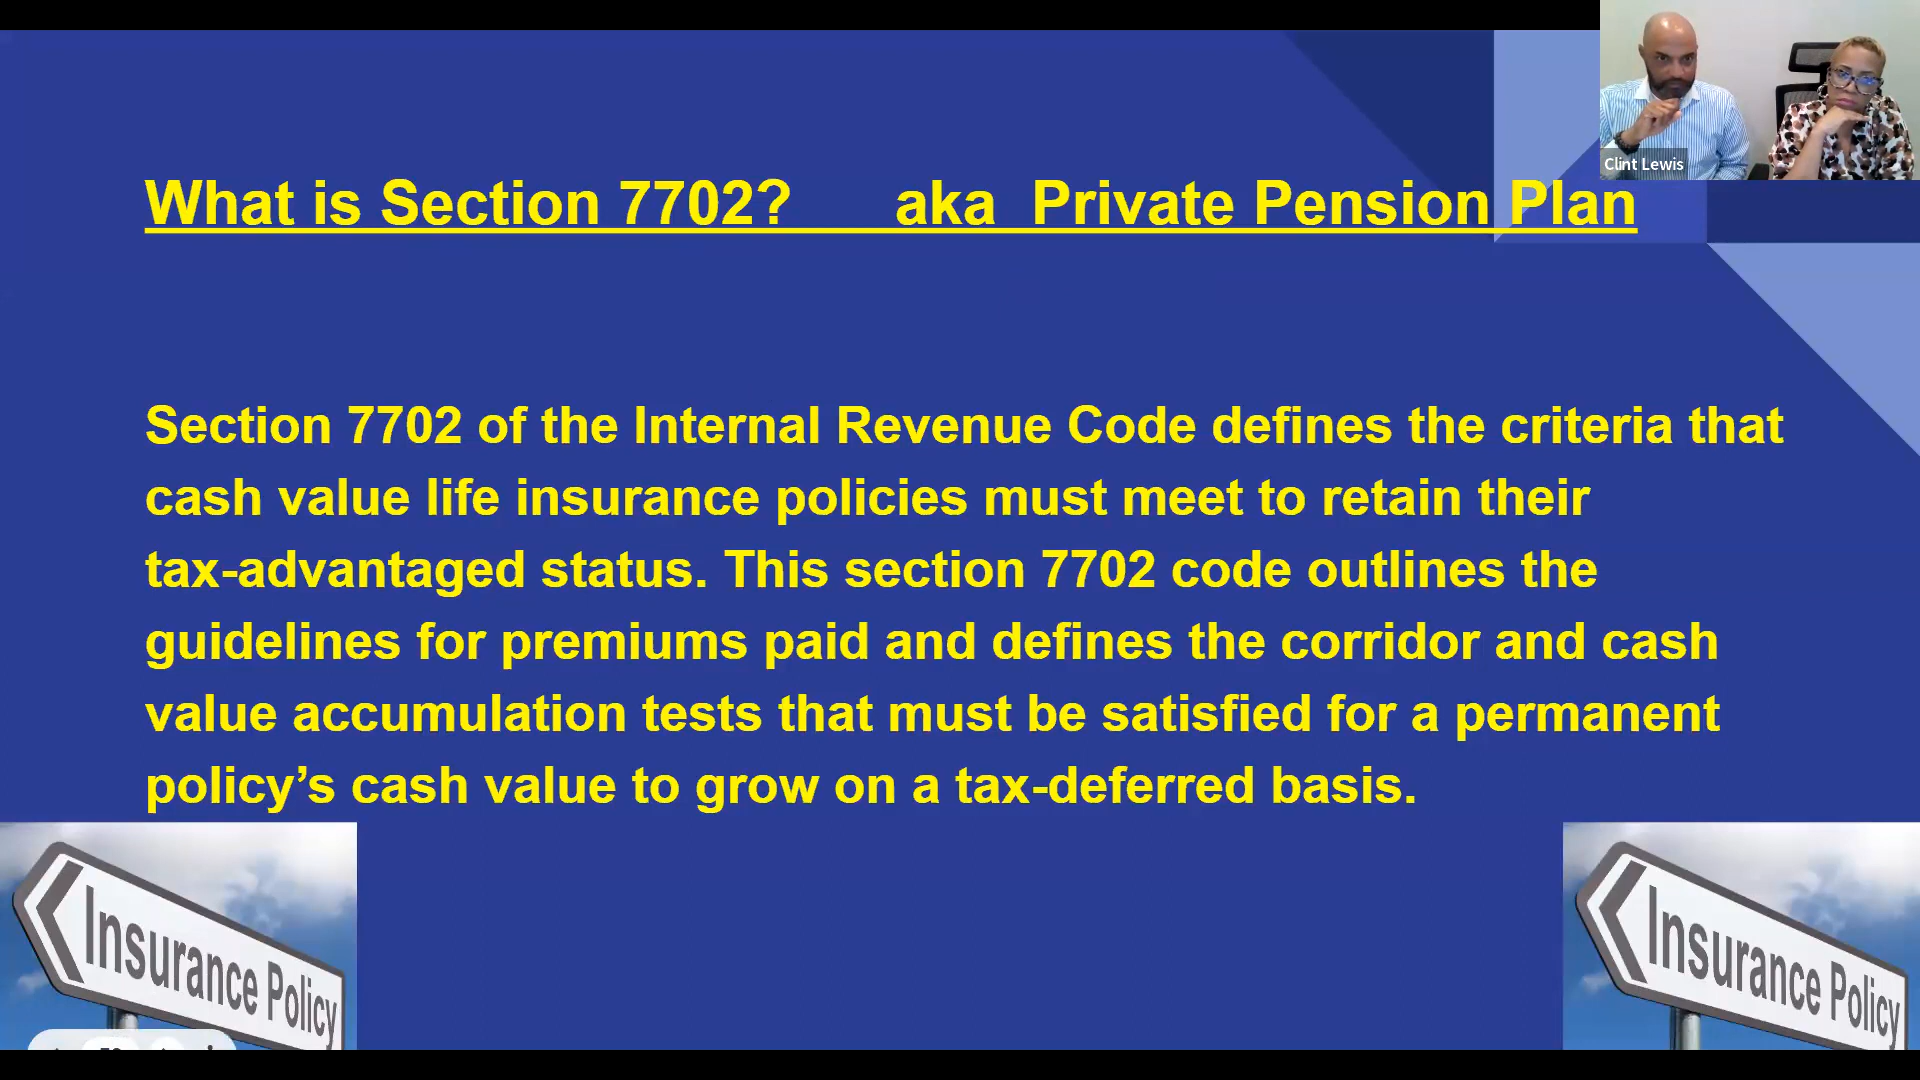 Clint Lewis
What is Section 7702? aka Private Pension Plan
Section 7702 of the Internal Revenue Code defines the criteria that
cash value life insurance policies must meet to retain their
tax-advantaged status. This section 7702 code outlines the
guidelines for premiums paid and defines the corridor and cash
value accumulation tests that must be satisfied for a permanent
policy’s cash value to grow on a tax-deferred basis.
Insurance Policy
Insurance Policy